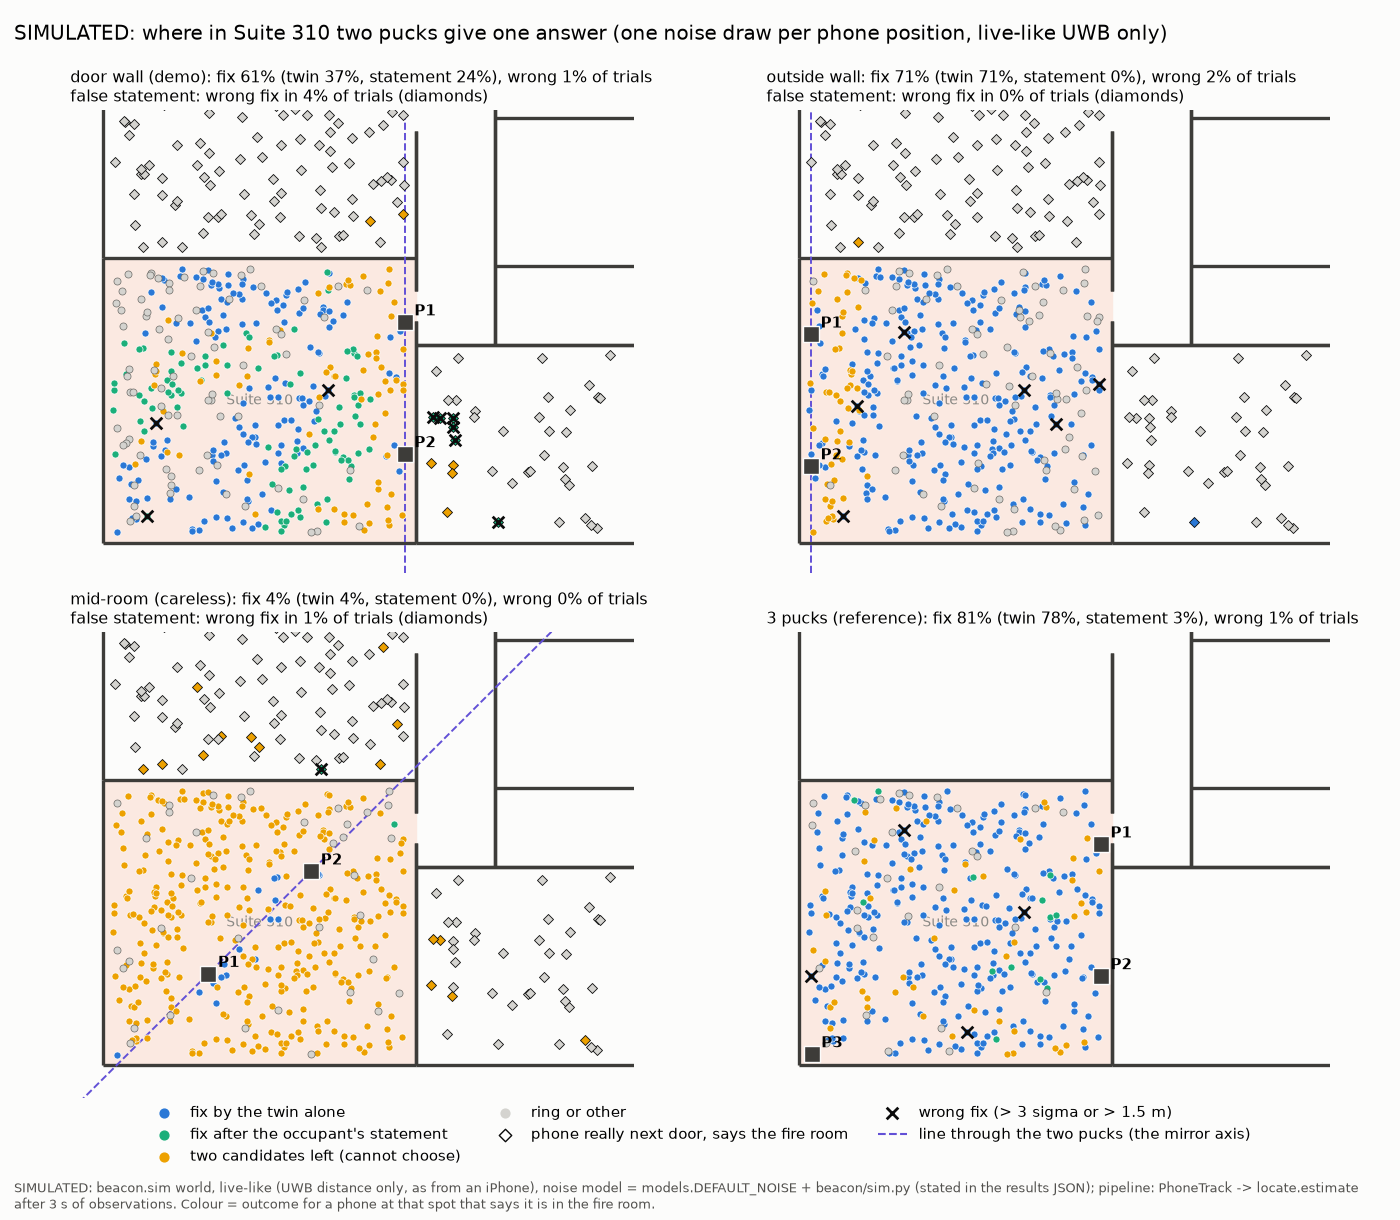 SIMULATED: where in Suite 310 two pucks give one answer (one noise draw per phone position, live-like UWB only)
door wall (demo): fix 61% (twin 37%, statement 24%), wrong 1% of trials
false statement: wrong fix in 4% of trials (diamonds)
outside wall: fix 71% (twin 71%, statement 0%), wrong 2% of trials
false statement: wrong fix in 0% of trials (diamonds)
P1
Suite 310
P2
P1
Suite 310
P2
mid-room (careless): fix 4% (twin 4%, statement 0%), wrong 0% of trials
false statement: wrong fix in 1% of trials (diamonds)
3 pucks (reference): fix 81% (twin 78%, statement 3%), wrong 1% of trials
P2
Suite 310
P1
P1
Suite 310
P2
P3
fix by the twin alone
fix after the occupant's statement
two candidates left (cannot choose)
ring or other
phone really next door, says the fire room
wrong fix (> 3 sigma or > 1.5 m)
line through the two pucks (the mirror axis)
SIMULATED: beacon.sim world, live-like (UWB distance only, as from an iPhone), noise model = models.DEFAULT_NOISE + beacon/sim.py (stated in the results JSON); pipeline: PhoneTrack -> locate.estimate
after 3 s of observations. Colour = outcome for a phone at that spot that says it is in the fire room.